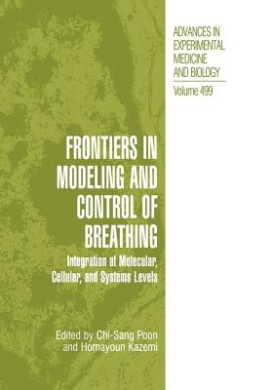 ADVANCES IN
EXPERIMENTAL
MEDICINE
AND BIOLOGY
Volume 499
FRONTIERS IN
MODELING AND
CONTROL OF
BREATHING
Integration at Molecular,
Cellular, and Systems Levels
Edited by Chi-Sang Poon
and Homayoun Kazemi